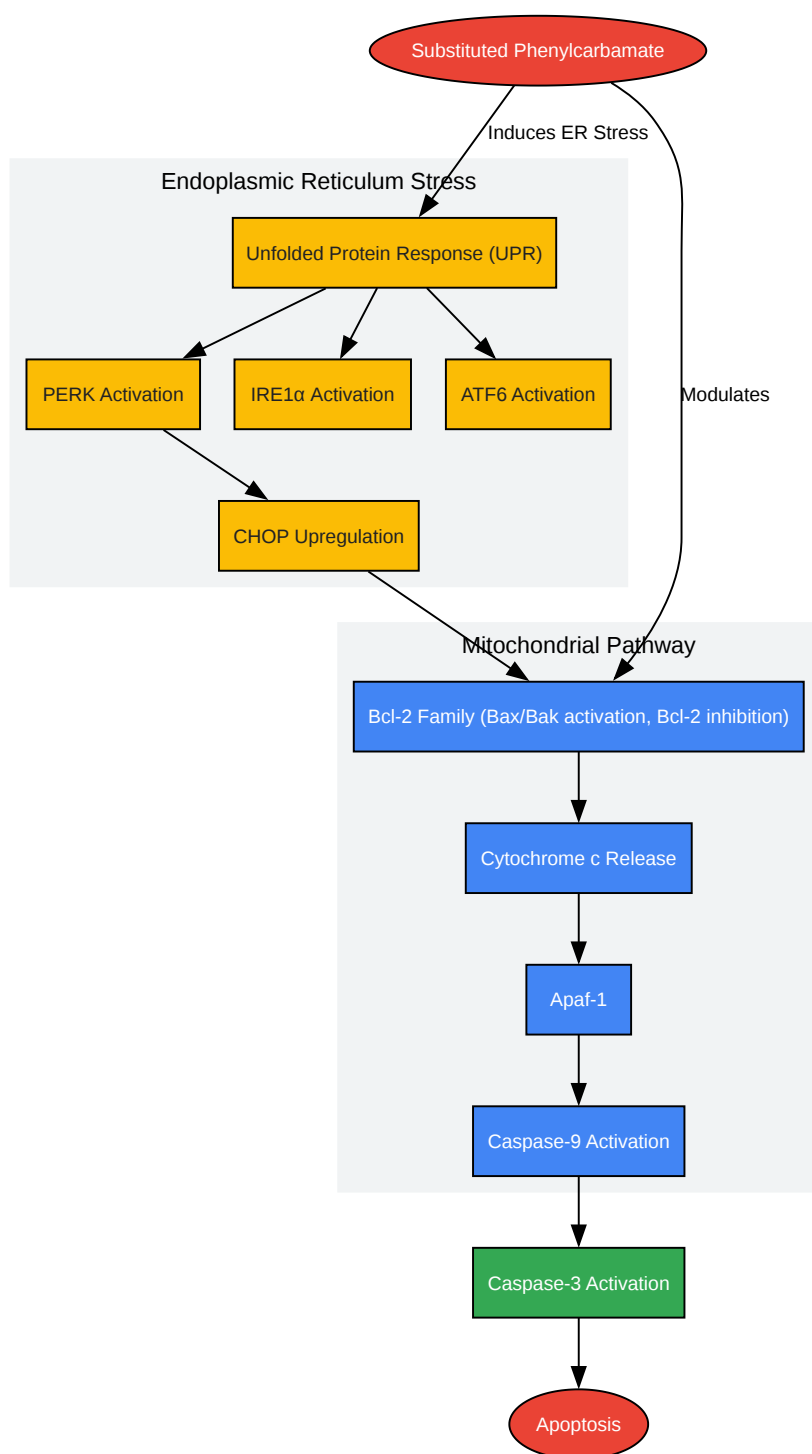 Substituted Phenylcarbamate
Induces ER Stress
Endoplasmic Reticulum Stress
Unfolded Protein Response (UPR)
PERK Activation
IRE1α Activation
ATF6 Activation
Modulates
CHOP Upregulation
Mitochondrial Pathway
Bcl-2 Family (Bax/Bak activation, Bcl-2 inhibition)
Cytochrome c Release
Apaf-1
Caspase-9 Activation
Caspase-3 Activation
Apoptosis